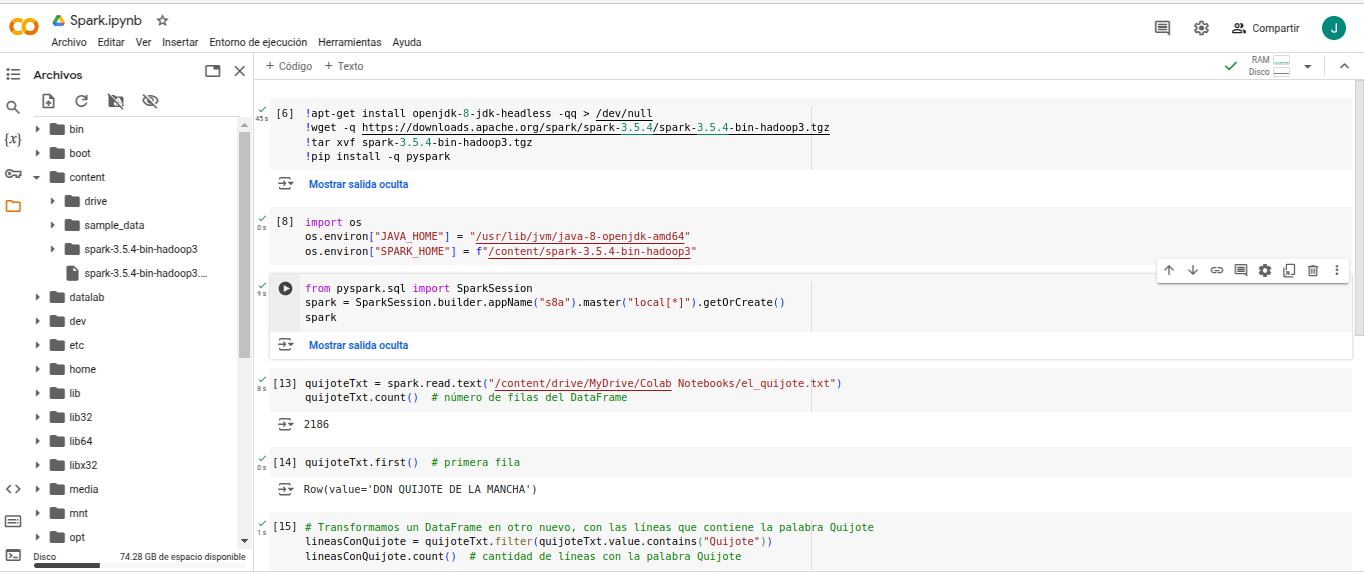 Spark.ipynb
Archivo Editar Ver Insertar Entorno de ejecución Herramientas Ayuda
Compartir
J
Archivos
+ Código + Texto
RAM
Disco
bin
boot
content
drive
sample_data
spark-3.5.4-bin-hadoop3
spark-3.5.4-bin-hadoop3....
datalab
dev
etc
home
lib
lib32
lib64
libx32
media
mnt
opt
Disco 74.28 GB de espacio disponible
45 s
[6] !apt-get install openjdk-8-jdk-headless -qq > /dev/null
!wget -q https://downloads.apache.org/spark/spark-3.5.4/spark-3.5.4-bin-hadoop3.tgz
!tar xvf spark-3.5.4-bin-hadoop3.tgz
!pip install -q pyspark
Mostrar salida oculta
0 s
[8] import os
os.environ["JAVA_HOME"] = "/usr/lib/jvm/java-8-openjdk-amd64"
os.environ["SPARK_HOME"] = f"/content/spark-3.5.4-bin-hadoop3"
9 s
from pyspark.sql import SparkSession
spark = SparkSession.builder.appName("s8a").master("local[*]").getOrCreate()
spark
Mostrar salida oculta
8 s
[13] quijoteTxt = spark.read.text("/content/drive/MyDrive/Colab Notebooks/el_quijote.txt")
quijoteTxt.count() # número de filas del DataFrame
2186
0 s
[14] quijoteTxt.first() # primera fila
Row(value='DON QUIJOTE DE LA MANCHA')
1 s
[15] # Transformamos un DataFrame en otro nuevo, con las líneas que contiene la palabra Quijote
lineasConQuijote = quijoteTxt.filter(quijoteTxt.value.contains("Quijote"))
lineasConQuijote.count() # cantidad de líneas con la palabra Quijote